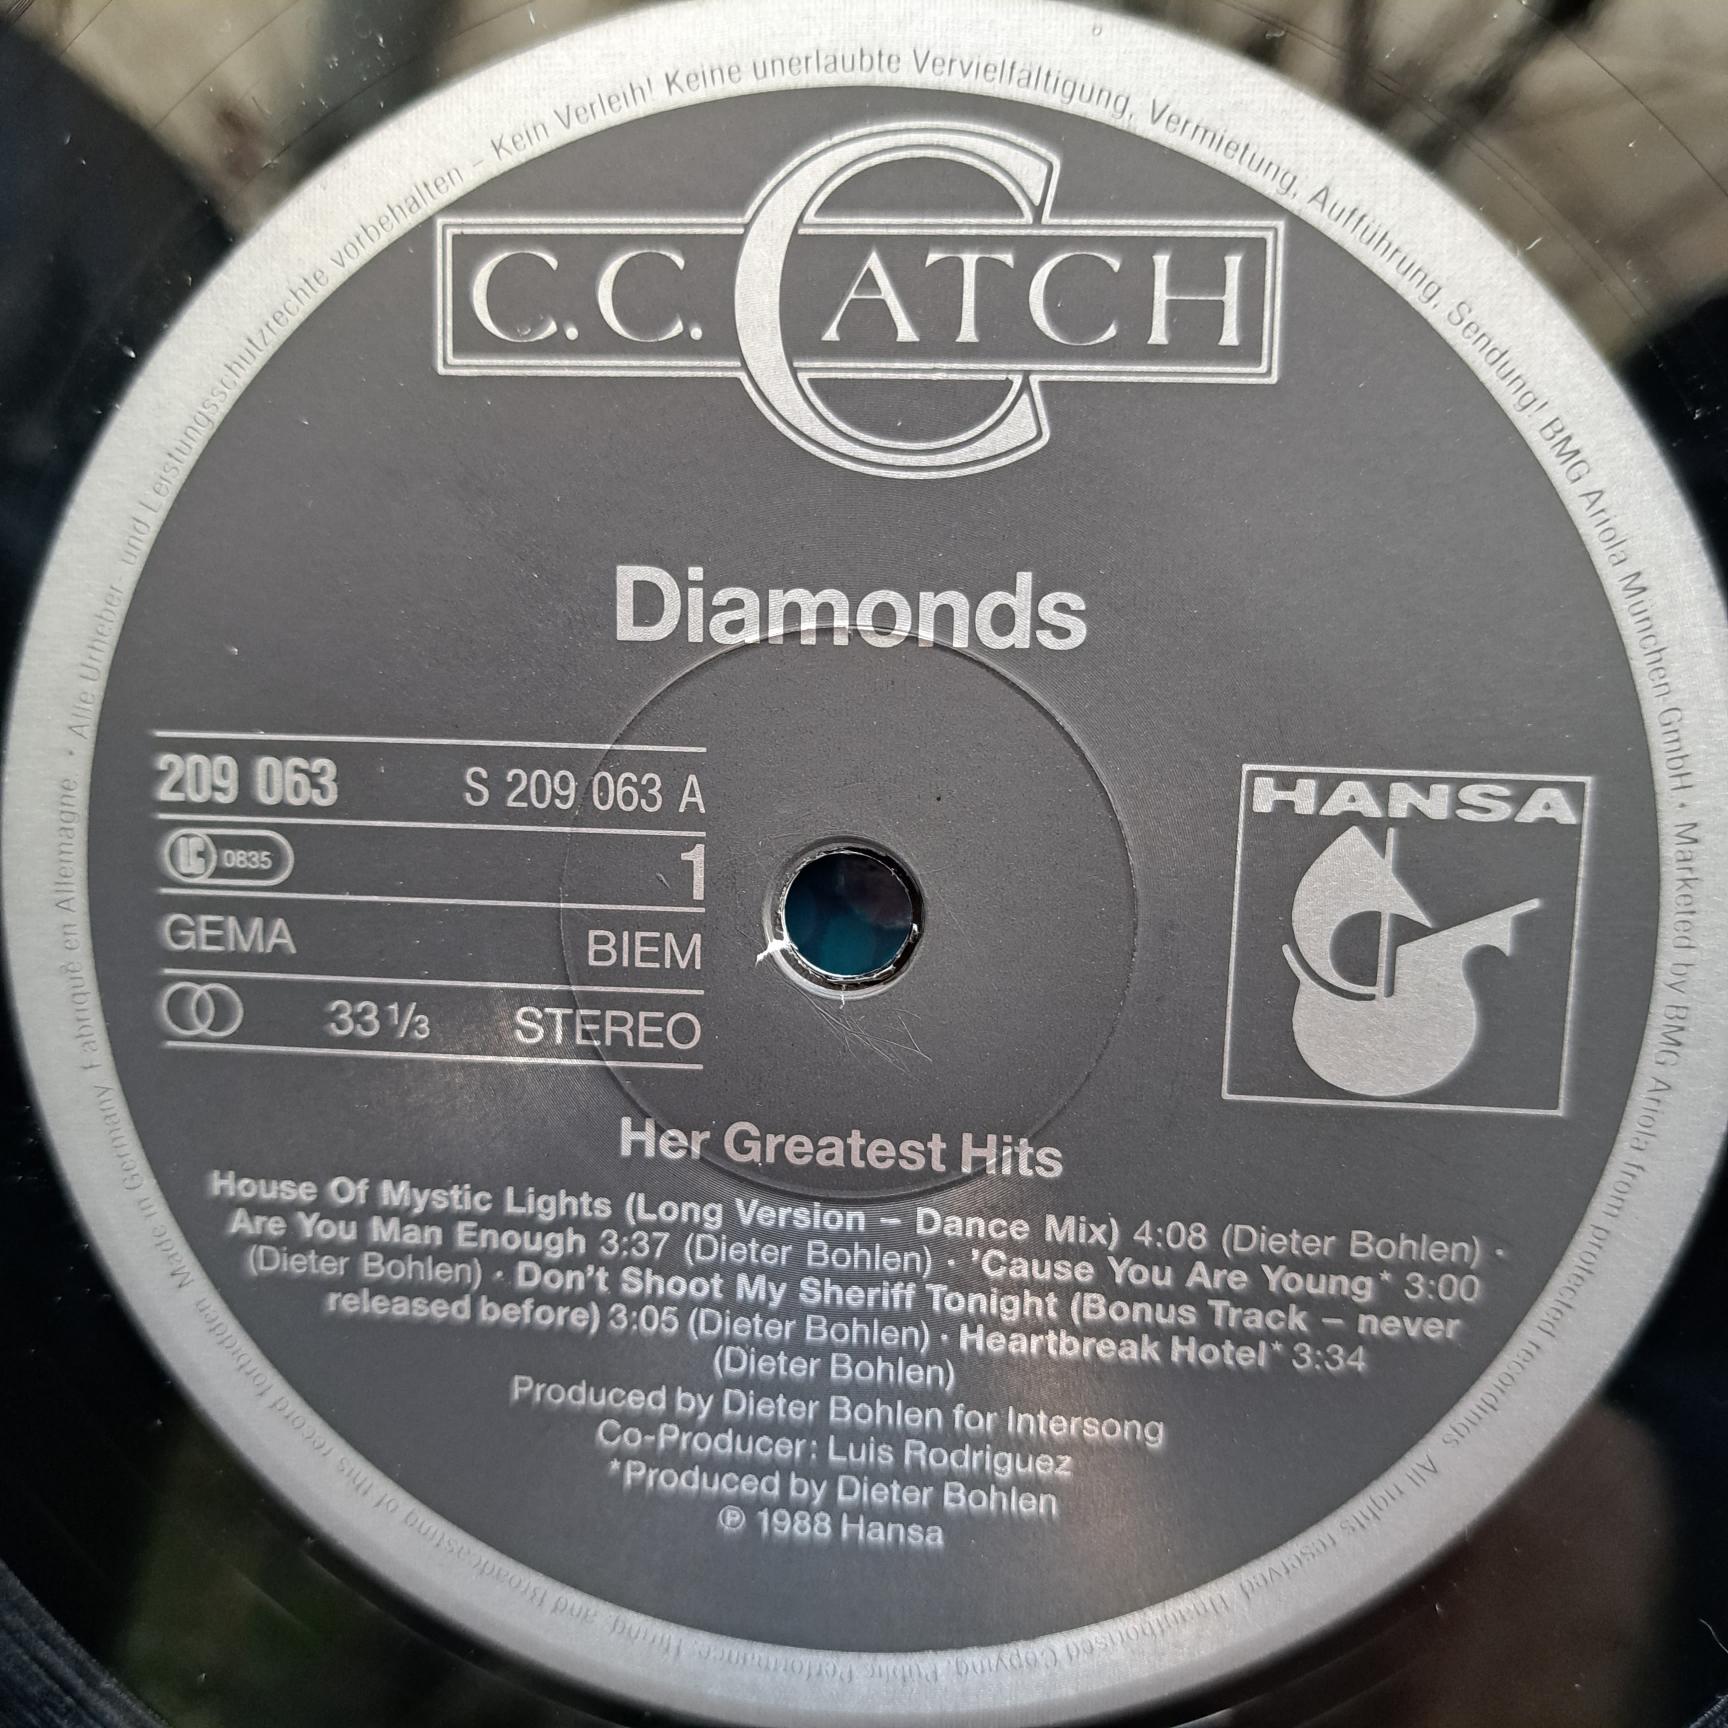 C.C. CATCH
Diamonds
209 063 S 209 063 A
LC 0835 1
GEMA BIEM
33 1/3 STEREO
HANSA
Her Greatest Hits
House Of Mystic Lights (Long Version – Dance Mix) 4:08 (Dieter Bohlen) ·
Are You Man Enough 3:37 (Dieter Bohlen) · 'Cause You Are Young* 3:00
(Dieter Bohlen) · Don't Shoot My Sheriff Tonight (Bonus Track – never
released before) 3:05 (Dieter Bohlen) · Heartbreak Hotel* 3:34
(Dieter Bohlen)
Produced by Dieter Bohlen for Intersong
Co-Producer: Luis Rodriguez
*Produced by Dieter Bohlen
℗ 1988 Hansa
Alle Urheber- und Leistungsschutzrechte vorbehalten – Kein Verleih! Keine unerlaubte Vervielfältigung, Vermietung, Aufführung, Sendung! BMG Ariola München GmbH · Marketed by BMG Ariola from protected recordings. All rights reserved. Unauthorised Copying, Public Performance, Hiring, and Broadcasting of this record forbidden. Made in Germany Fabriqué en Allemagne ·